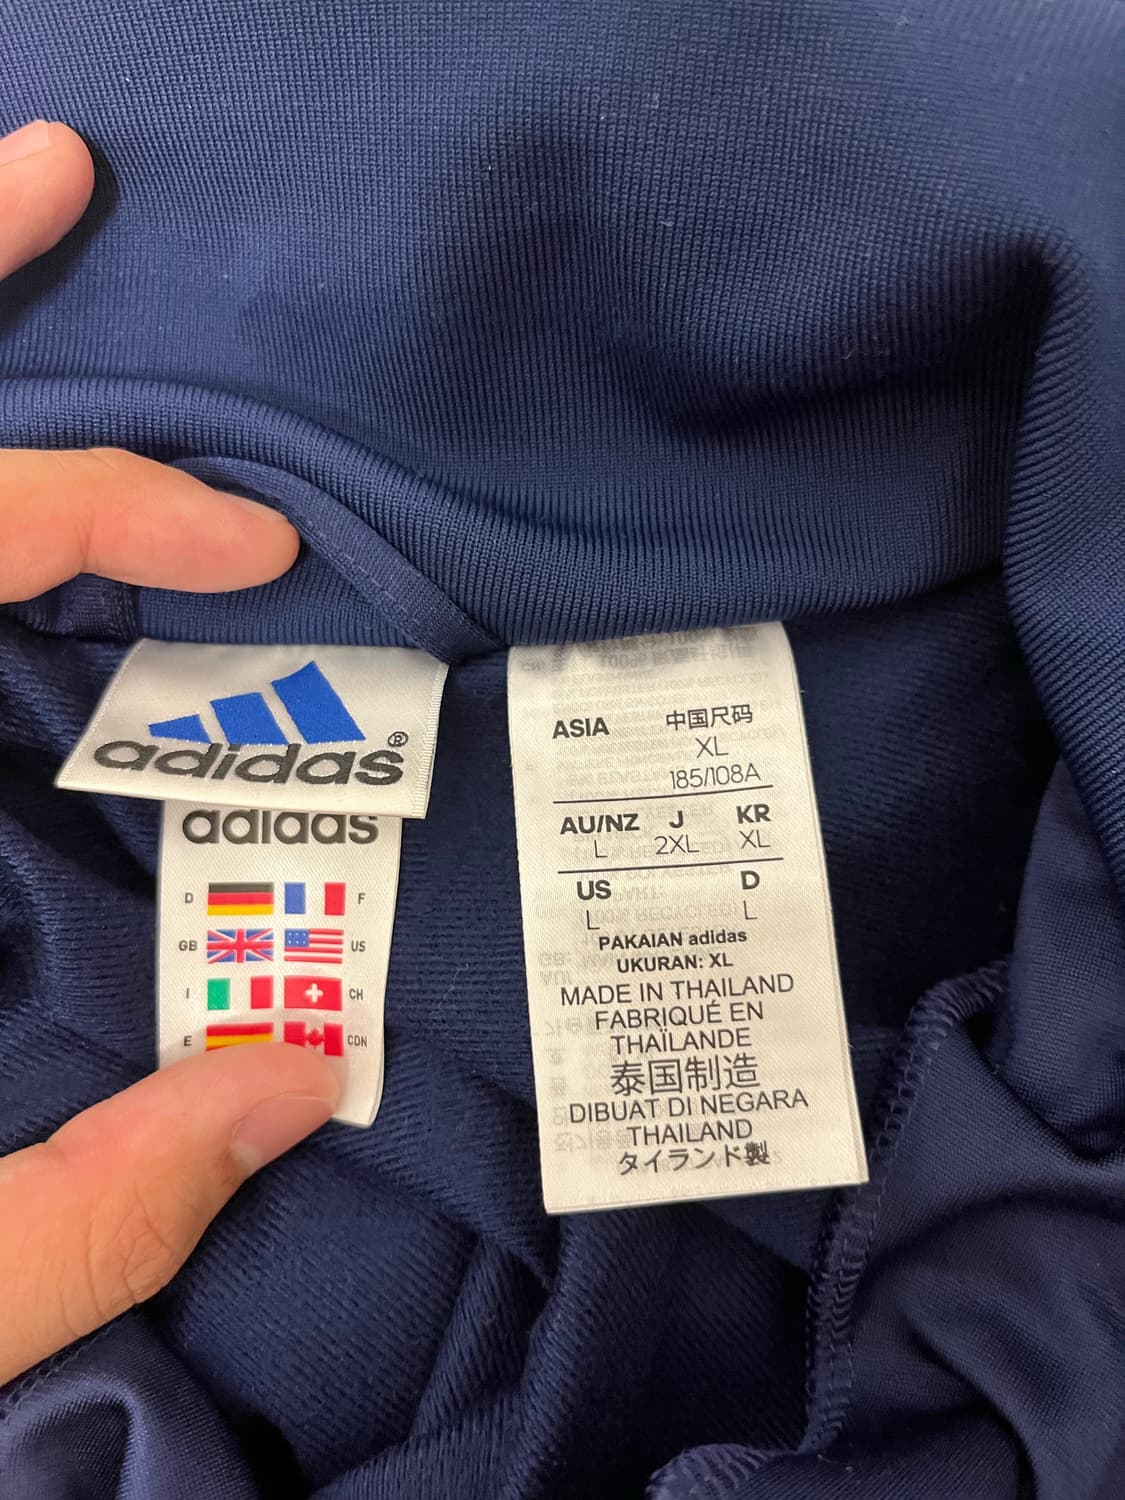 adidas®
adidas
D F
GB US
I CH
E CDN
ASIA 中国尺码
XL
185/108A
AU/NZ J KR
L 2XL XL
US D
L L
PAKAIAN adidas
UKURAN: XL
MADE IN THAILAND
FABRIQUÉ EN
THAÏLANDE
泰国制造
DIBUAT DI NEGARA
THAILAND
タイランド製